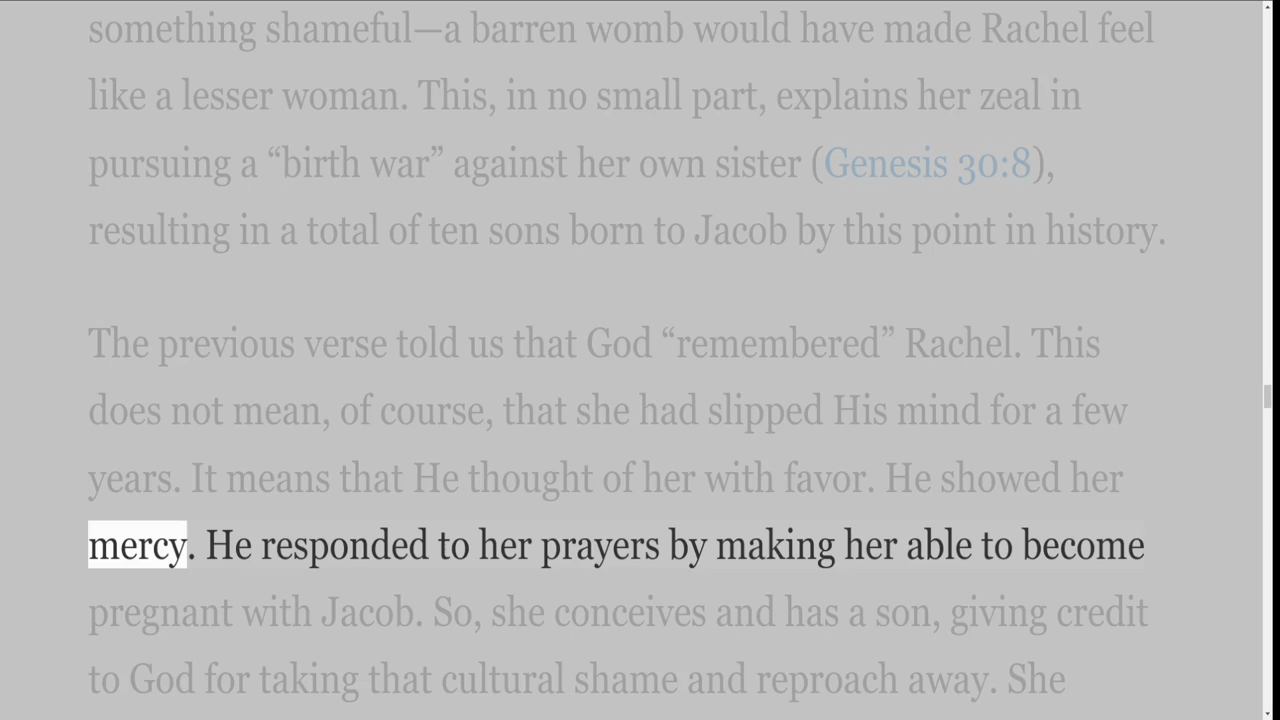 something shameful—a barren womb would have made Rachel feel
like a lesser woman. This, in no small part, explains her zeal in
pursuing a “birth war” against her own sister (Genesis 30:8),
resulting in a total of ten sons born to Jacob by this point in history.
The previous verse told us that God “remembered” Rachel. This
does not mean, of course, that she had slipped His mind for a few
years. It means that He thought of her with favor. He showed her
mercy. He responded to her prayers by making her able to become
pregnant with Jacob. So, she conceives and has a son, giving credit
to God for taking that cultural shame and reproach away. She